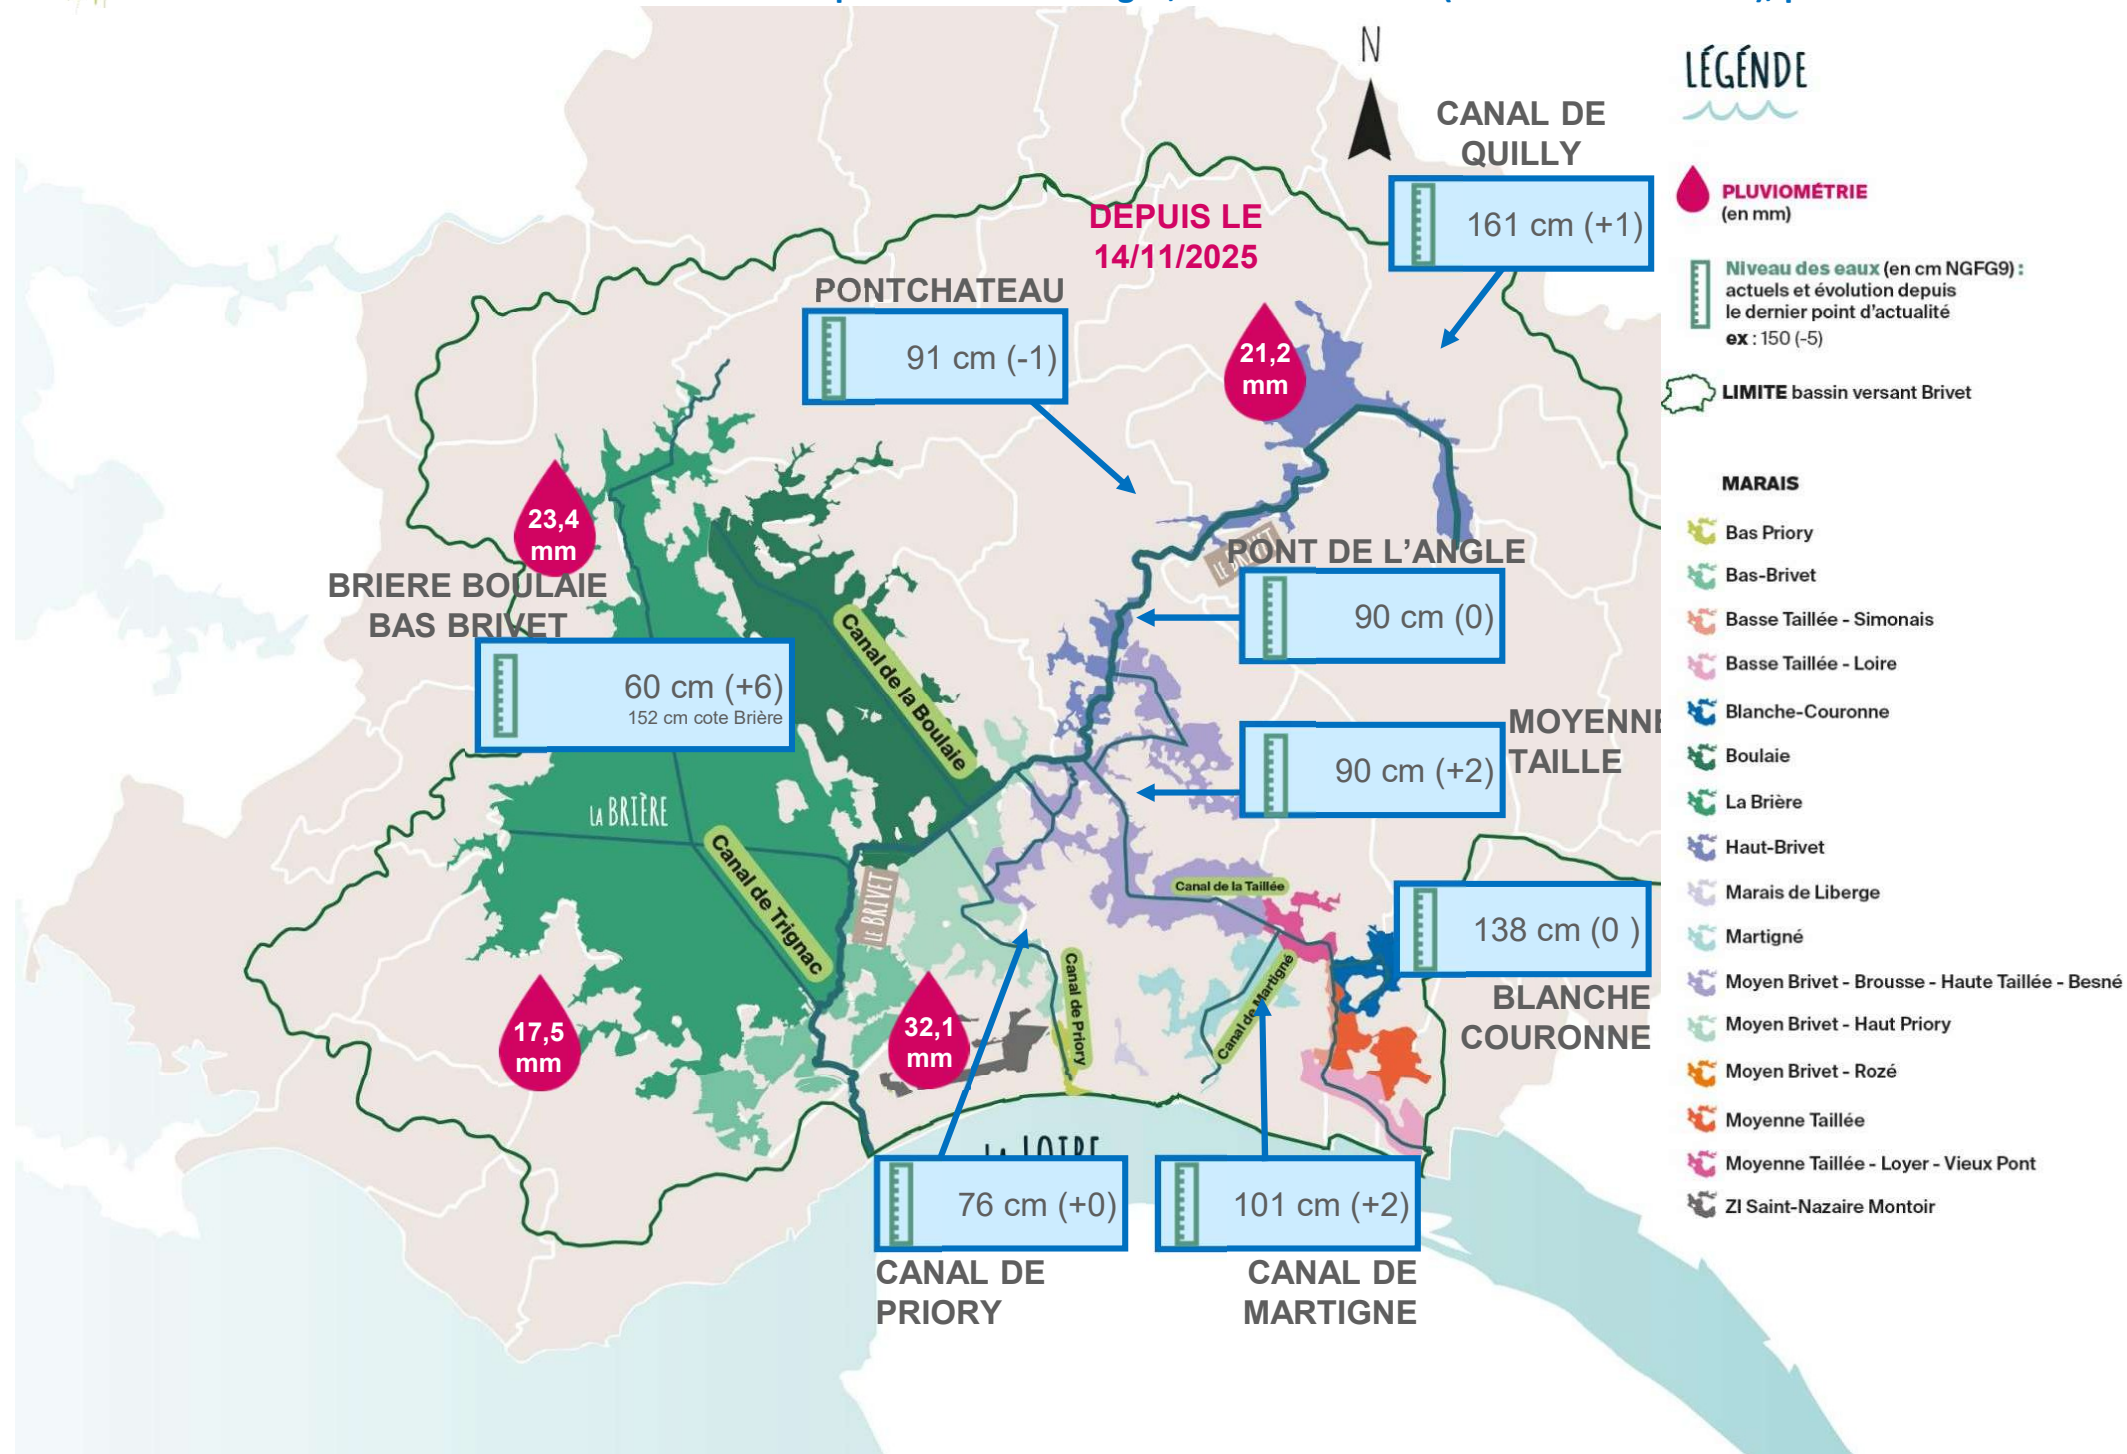 N
CANAL DE
QUILLY
161 cm (+1)
DEPUIS LE
14/11/2025
PONTCHATEAU
91 cm (-1)
21,2
mm
23,4
mm
BRIERE BOULAIE
BAS BRIVET
60 cm (+6)
152 cm cote Brière
LE BRIVET
PONT DE L'ANGLE
90 cm (0)
Canal de la Boulaie
MOYENNE
TAILLE
90 cm (+2)
LA BRIÈRE
Canal de Trignac
LE BRIVET
Canal de la Taillée
138 cm (0 )
BLANCHE
COURONNE
Canal de Priory
Canal de Martigné
17,5
mm
32,1
mm
LA LOIRE
76 cm (+0)
CANAL DE
PRIORY
101 cm (+2)
CANAL DE
MARTIGNE
LÉGÉNDE
PLUVIOMÉTRIE
(en mm)
Niveau des eaux (en cm NGFG9) :
actuels et évolution depuis
le dernier point d'actualité
ex : 150 (-5)
LIMITE bassin versant Brivet
MARAIS
Bas Priory
Bas-Brivet
Basse Taillée - Simonais
Basse Taillée - Loire
Blanche-Couronne
Boulaie
La Brière
Haut-Brivet
Marais de Liberge
Martigné
Moyen Brivet - Brousse - Haute Taillée - Besné
Moyen Brivet - Haut Priory
Moyen Brivet - Rozé
Moyenne Taillée
Moyenne Taillée - Loyer - Vieux Pont
ZI Saint-Nazaire Montoir